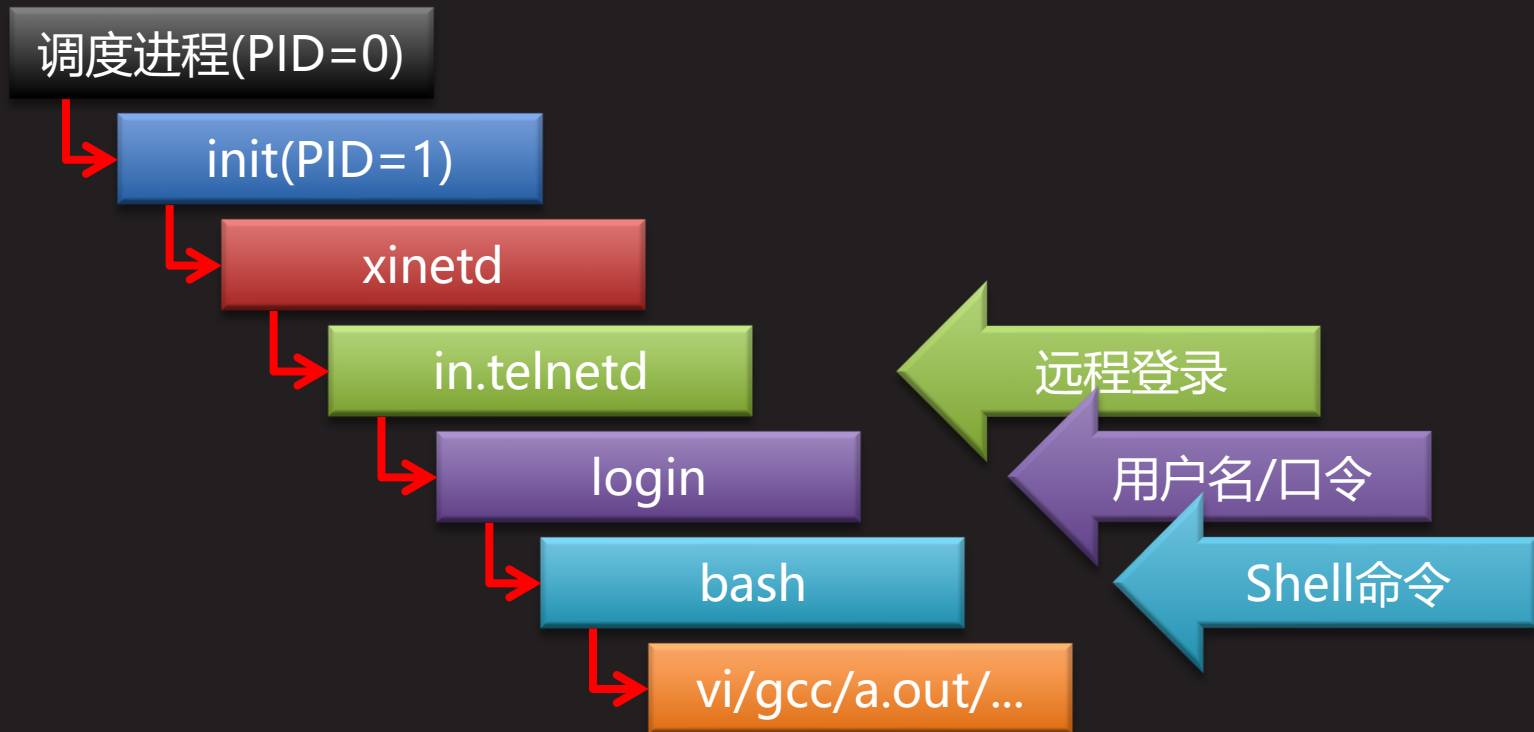 调度进程(PID=0)
init(PID=1)
xinetd
in.telnetd
远程登录
login
用户名/口令
bash
Shell命令
vi/gcc/a.out/...